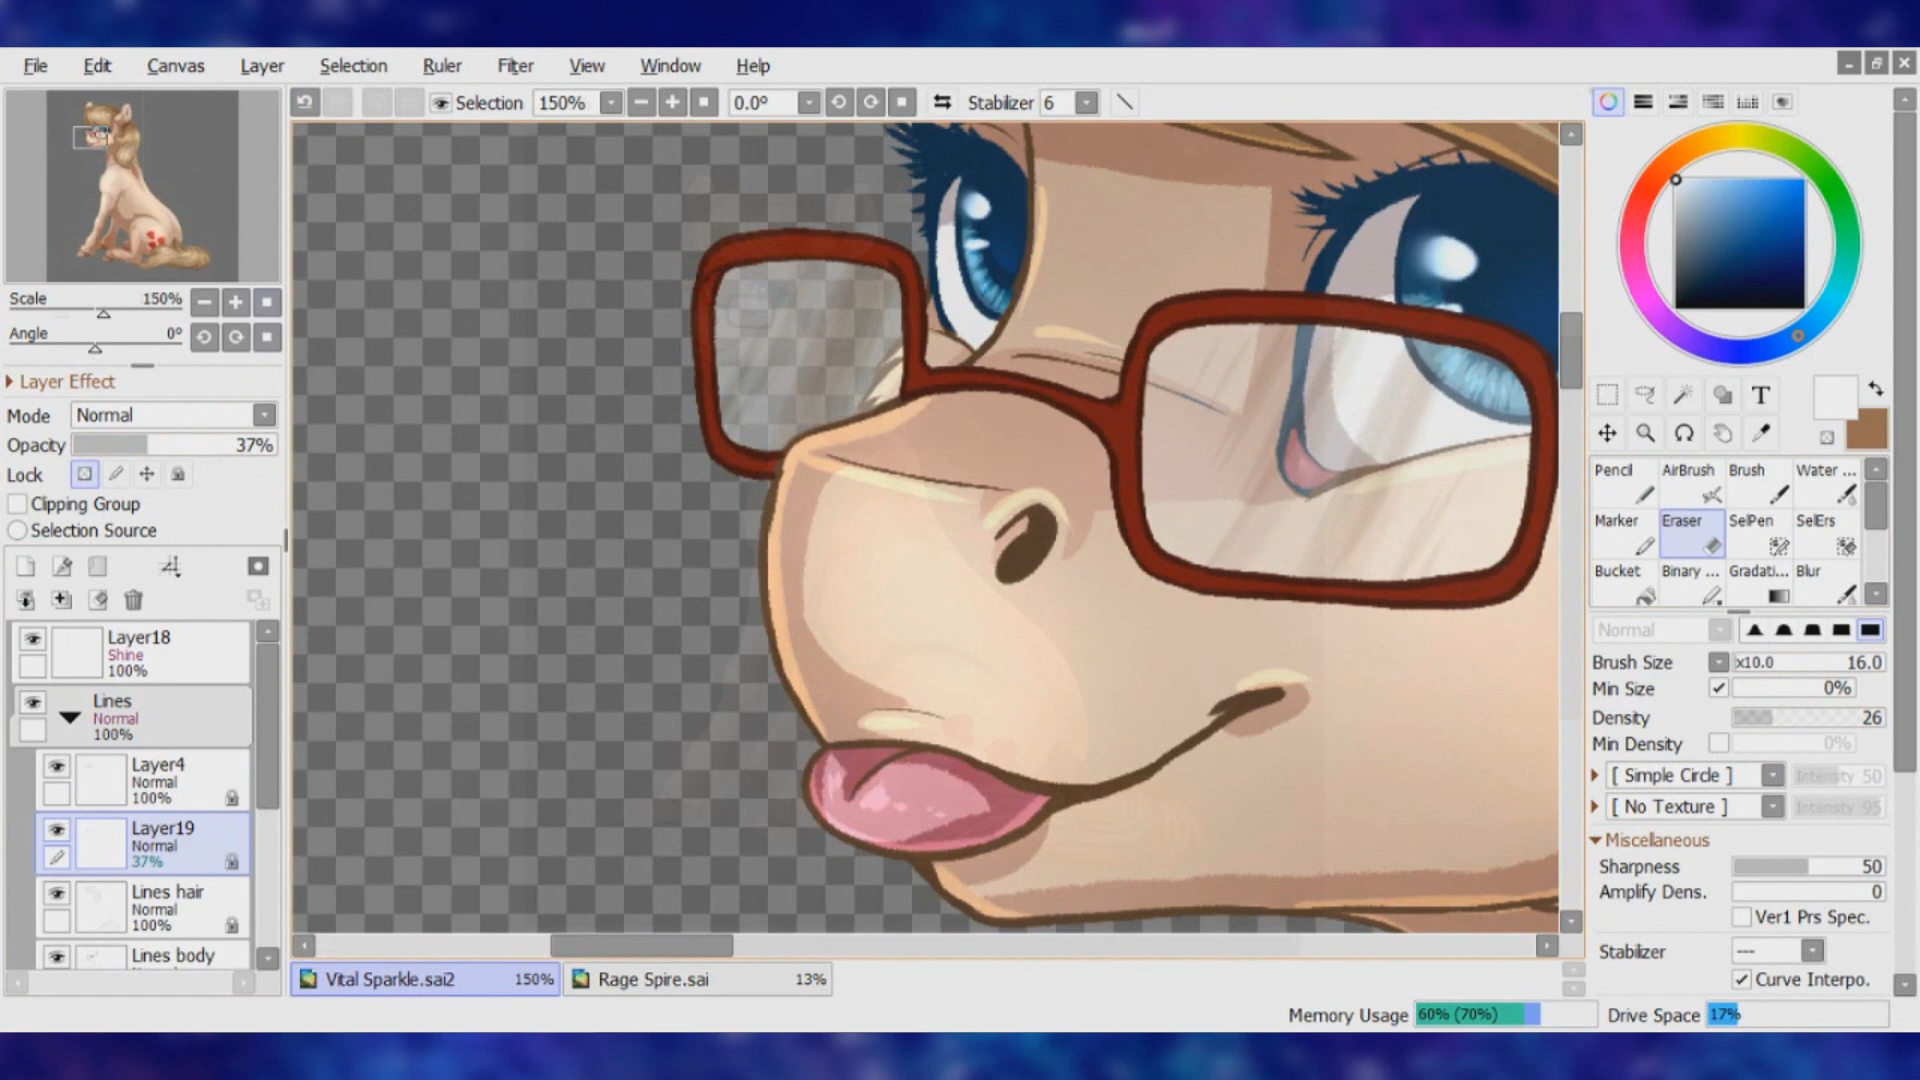 File Edit Canvas Layer Selection Ruler Filter View Window Help
Selection 150% 0.0º Stabilizer 6
Scale 150%
Angle 0º
Layer Effect
Mode Normal
Opacity 37%
Lock
Clipping Group
Selection Source
Layer18
Shine
100%
Lines
Normal
100%
Layer4
Normal
100%
Layer19
Normal
37%
Lines hair
Normal
100%
Lines body
Vital Sparkle.sai2 150% Rage Spire.sai 13%
T
Pencil AirBrush Brush Water ...
Marker Eraser SelPen SelErs
Bucket Binary ... Gradati... Blur
Normal
Brush Size x10.0 16.0
Min Size 0%
Density 26
Min Density 0%
[ Simple Circle ] Intensity 50
[ No Texture ] Intensity 95
Miscellaneous
Sharpness 50
Amplify Dens. 0
Ver1 Prs Spec.
Stabilizer ---
Curve Interpo.
Memory Usage 60% (70%) Drive Space 17%